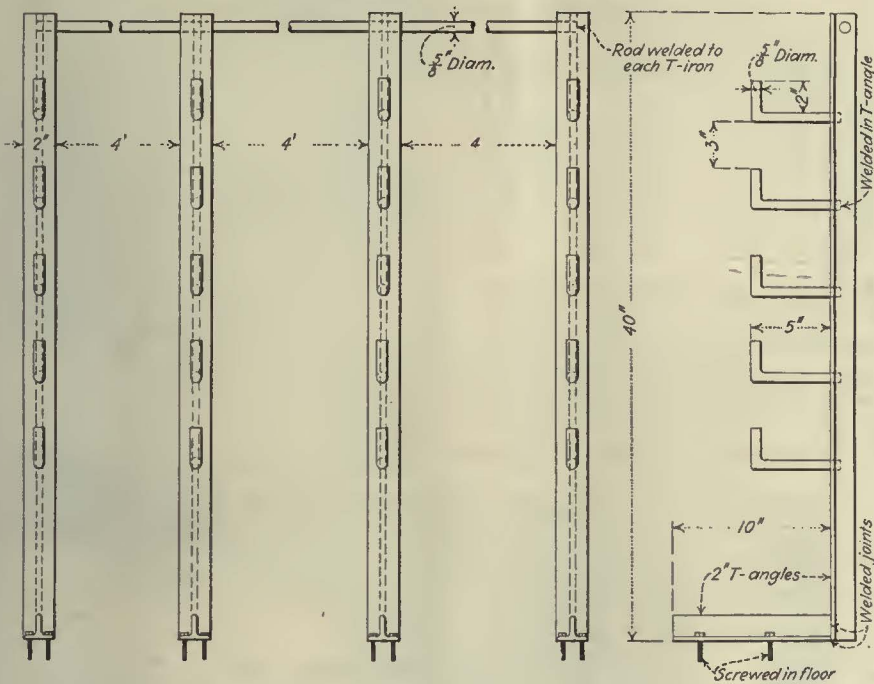 5/8" Diam.
Rod welded to
each T-iron
2"
4'
4'
4
40"
5/8" Diam.
2"
3"
Welded in T-angle
5"
10"
2" T-angles
Welded joints
Screwed in floor